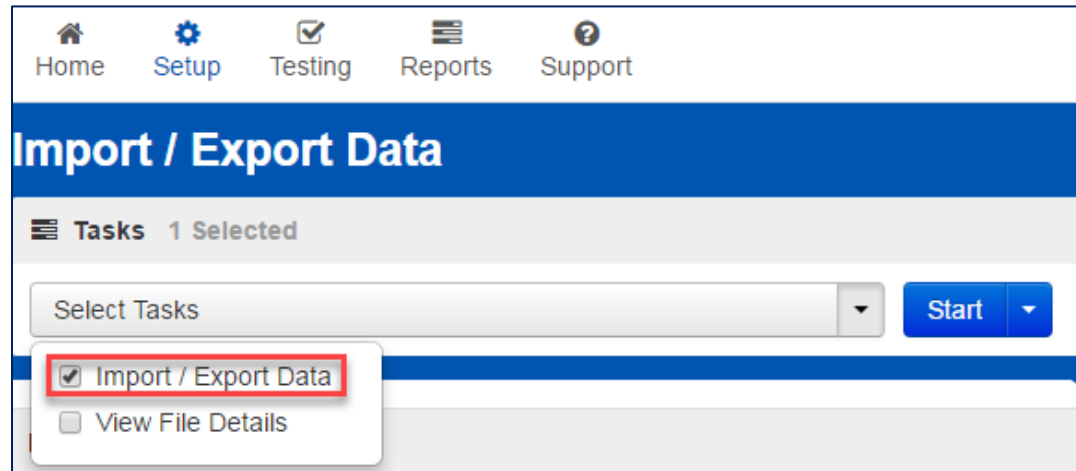 Home Setup Testing Reports Support
Import / Export Data
Tasks 1 Selected
Select Tasks Start
Import / Export Data
View File Details